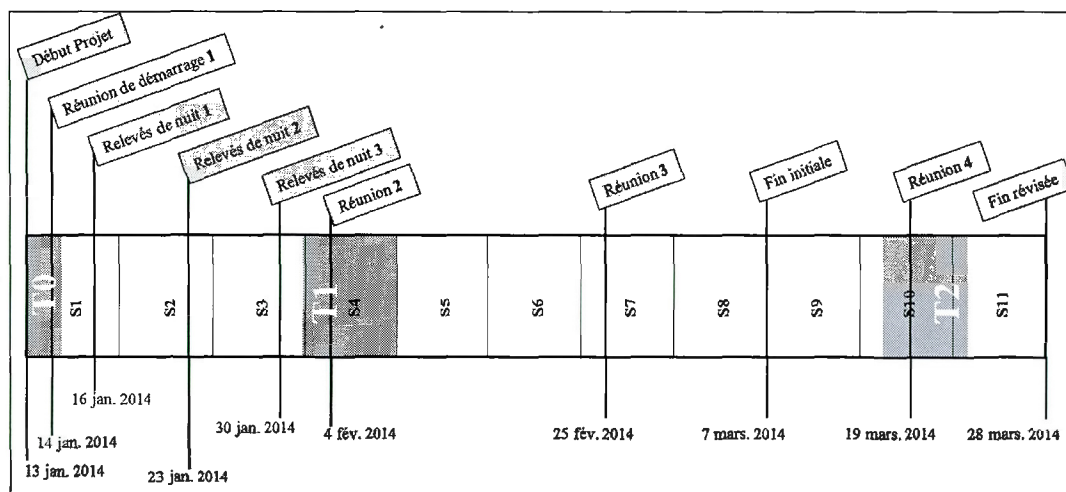 Début Projet
Réunion de démarrage 1
Relevés de nuit 1
Relevés de nuit 2
Relevés de nuit 3
Réunion 2
Réunion 3
Fin initiale
Réunion 4
Fin révisée
T0
S1
S2
S3
T1
S4
S5
S6
S7
S8
S9
S10
T2
S11
16 jan. 2014
14 jan. 2014
13 jan. 2014
23 jan. 2014
30 jan. 2014
4 fév. 2014
25 fév. 2014
7 mars. 2014
19 mars. 2014
28 mars. 2014